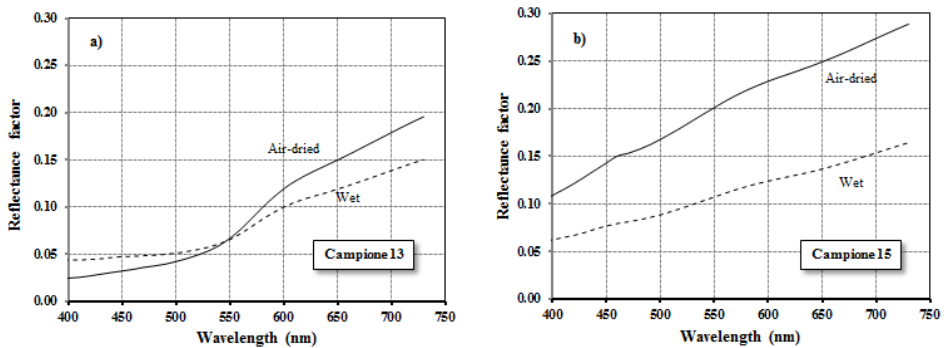 a)
0.30
0.25
0.20
0.15
0.10
0.05
0.00
Reflectance factor
Air-dried
Wet
Campione 13
400 450 500 550 600 650 700 750
Wavelength (nm)
b)
0.30
0.25
0.20
0.15
0.10
0.05
0.00
Reflectance factor
Air-dried
Wet
Campione 15
400 450 500 550 600 650 700 750
Wavelength (nm)